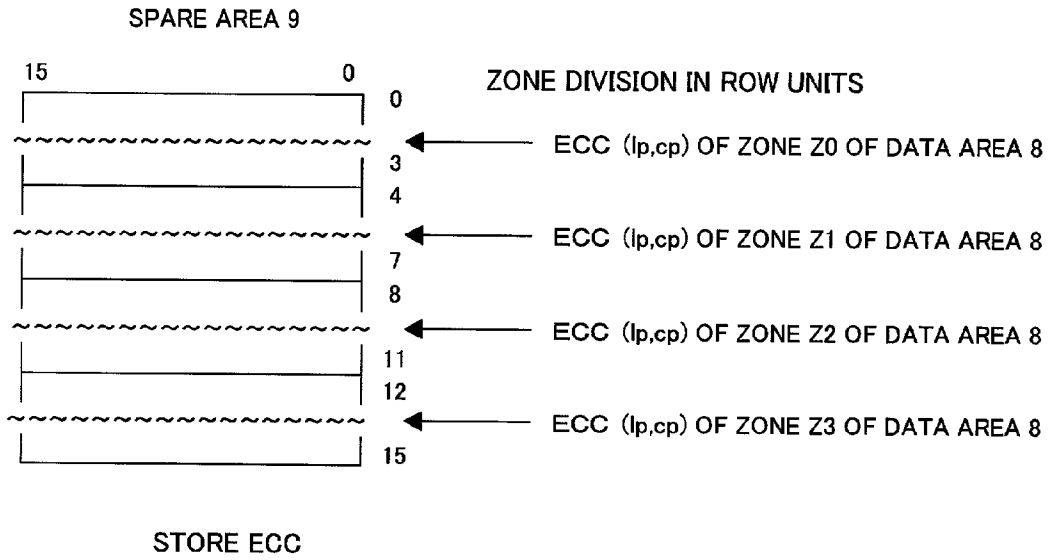 SPARE AREA 9
15 0
0
ZONE DIVISION IN ROW UNITS
ECC (lp,cp) OF ZONE Z0 OF DATA AREA 8
3
4
ECC (lp,cp) OF ZONE Z1 OF DATA AREA 8
7
8
ECC (lp,cp) OF ZONE Z2 OF DATA AREA 8
11
12
ECC (lp,cp) OF ZONE Z3 OF DATA AREA 8
15
STORE ECC